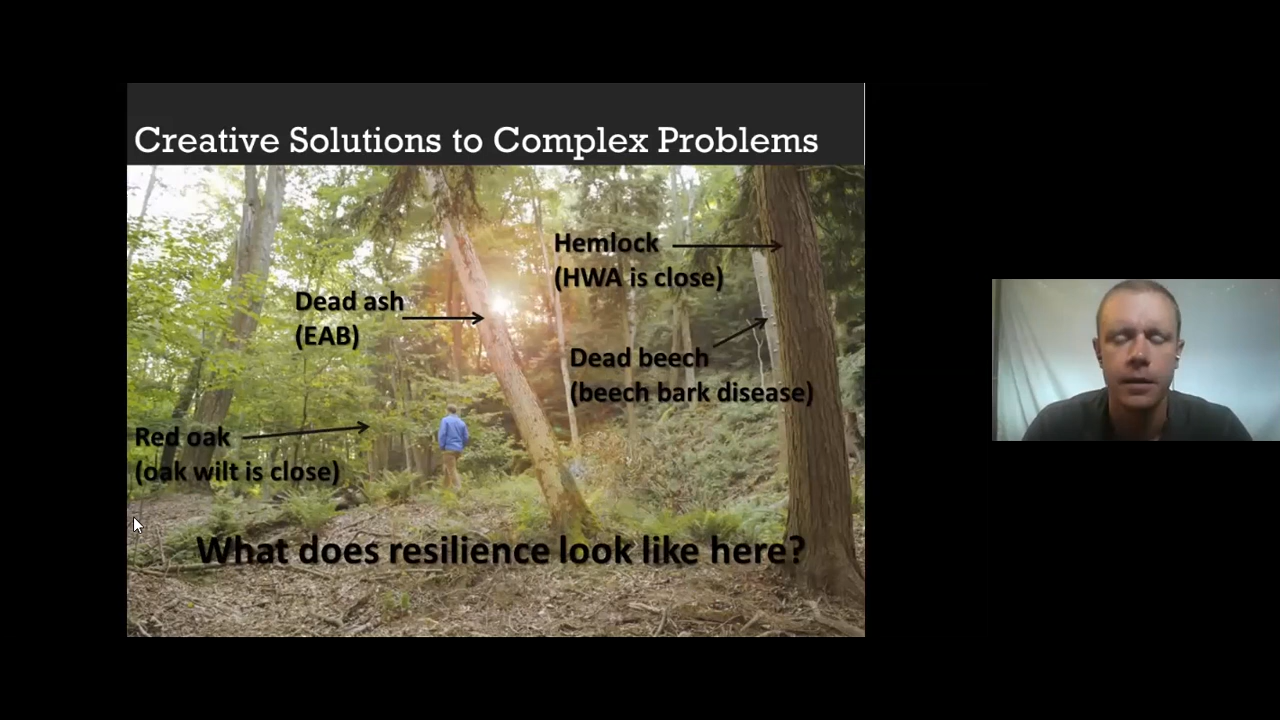 Creative Solutions to Complex Problems
Hemlock
(HWA is close)
Dead ash
(EAB)
Dead beech
(beech bark disease)
Red oak
(oak wilt is close)
What does resilience look like here?